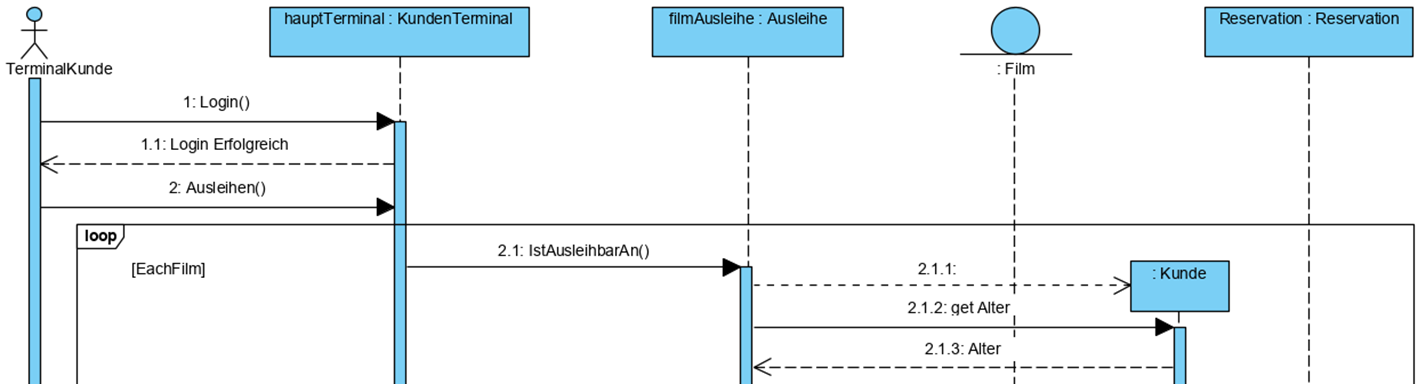 hauptTerminal : KundenTerminal
filmAusleihe : Ausleihe
Reservation : Reservation
TerminalKunde
: Film
1: Login()
1.1: Login Erfolgreich
2: Ausleihen()
loop
[EachFilm]
2.1: IstAusleihbarAn()
2.1.1:
: Kunde
2.1.2: get Alter
2.1.3: Alter